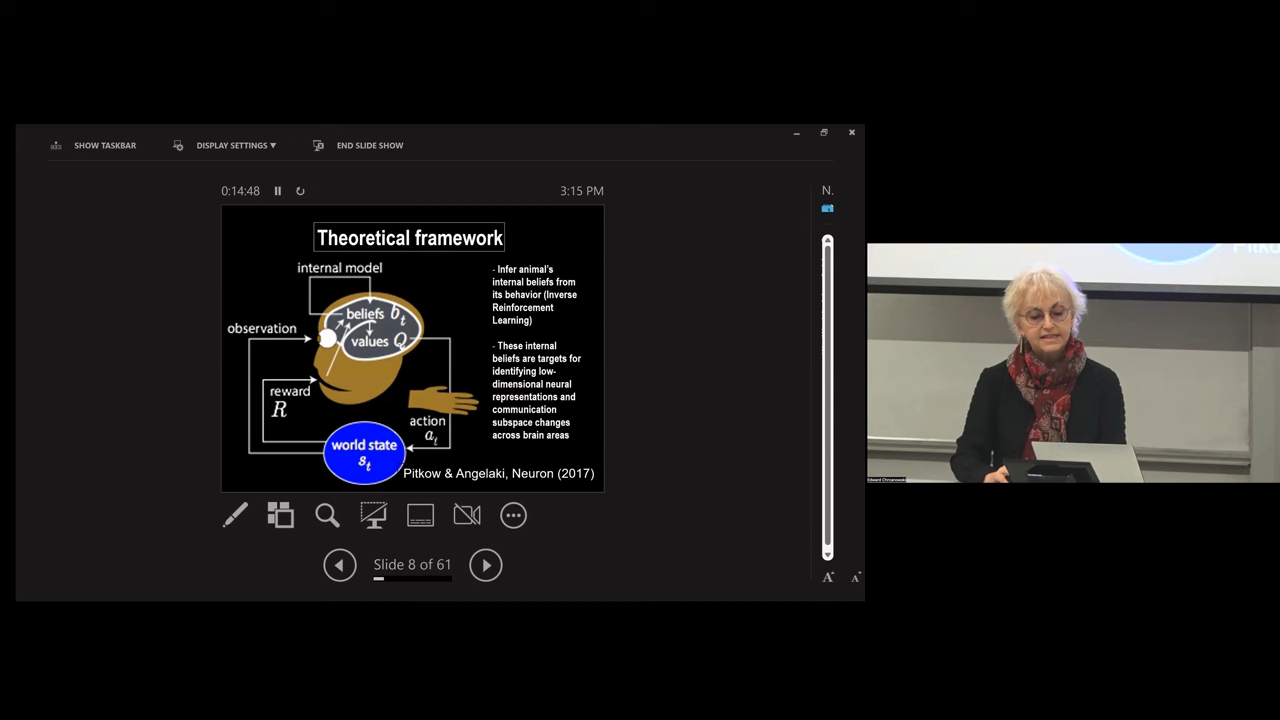 SHOW TASKBAR
DISPLAY SETTINGS ▼
END SLIDE SHOW
0:14:48
3:15 PM
N.
Theoretical framework
internal model
beliefs bₜ
observation
values Q
reward
R
action
aₜ
world state
sₜ
- Infer animal's
internal beliefs from
its behavior (Inverse
Reinforcement
Learning)
- These internal
beliefs are targets for
identifying low-
dimensional neural
representations and
communication
subspace changes
across brain areas
Pitkow & Angelaki, Neuron (2017)
Slide 8 of 61
A A
Pitko
Edward Chrzanowski